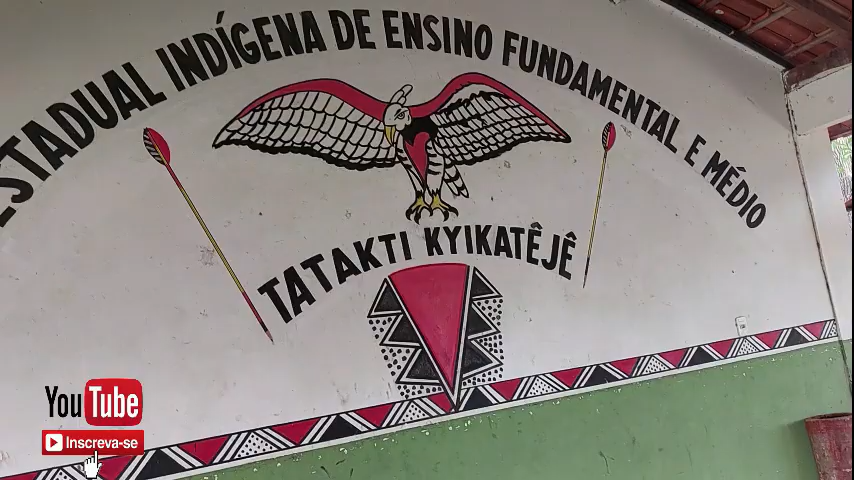 ESTADUAL INDÍGENA DE ENSINO FUNDAMENTAL E MÉDIO
TATAKTI KYIKATÊJÊ
YouTube
Inscreva-se